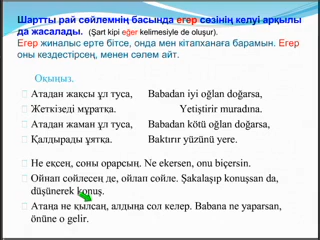 Шартты рай сөйлемнің басында егер сөзінің келуі арқылы
да жасалады. (Şart kipi eğer kelimesiyle de oluşur).
Егер жиналыс ерте бітсе, онда мен кітапханаға барамын. Егер
оны кездестірсең, менен сәлем айт.
Оқыңыз.
Атадан жақсы ұл туса, Babadan iyi oğlan doğarsa,
Жеткізеді мұратқа. Yetiştirir muradına.
Атадан жаман ұл туса, Babadan kötü oğlan doğarsa,
Қалдырады ұятқа. Baktırır yüzünü yere.
Не ексең, соны орарсың. Ne ekersen, onu biçersin.
Ойнап сөйлесең де, ойлап сөйле. Şakalaşıp konuşsan da,
düşünerek konuş.
Атаңа не қылсаң, алдыңа сол келер. Babana ne yaparsan,
önüne o gelir.